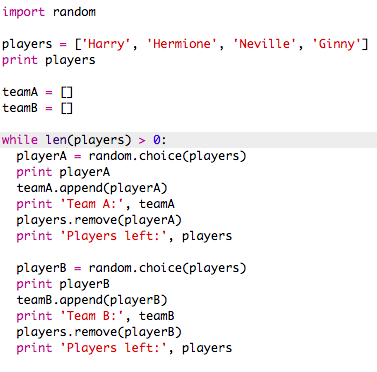 import random
players = ['Harry', 'Hermione', 'Neville', 'Ginny']
print players
teamA = []
teamB = []
while len(players) > 0:
playerA = random.choice(players)
print playerA
teamA.append(playerA)
print 'Team A:', teamA
players.remove(playerA)
print 'Players left:', players
playerB = random.choice(players)
print playerB
teamB.append(playerB)
print 'Team B:', teamB
players.remove(playerB)
print 'Players left:', players